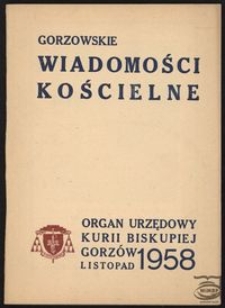 GORZOWSKIE
WIADOMOŚCI
KOŚCIELNE
ORGAN URZĘDOWY
KURII BISKUPIEJ
GORZÓW 1958
LISTOPAD